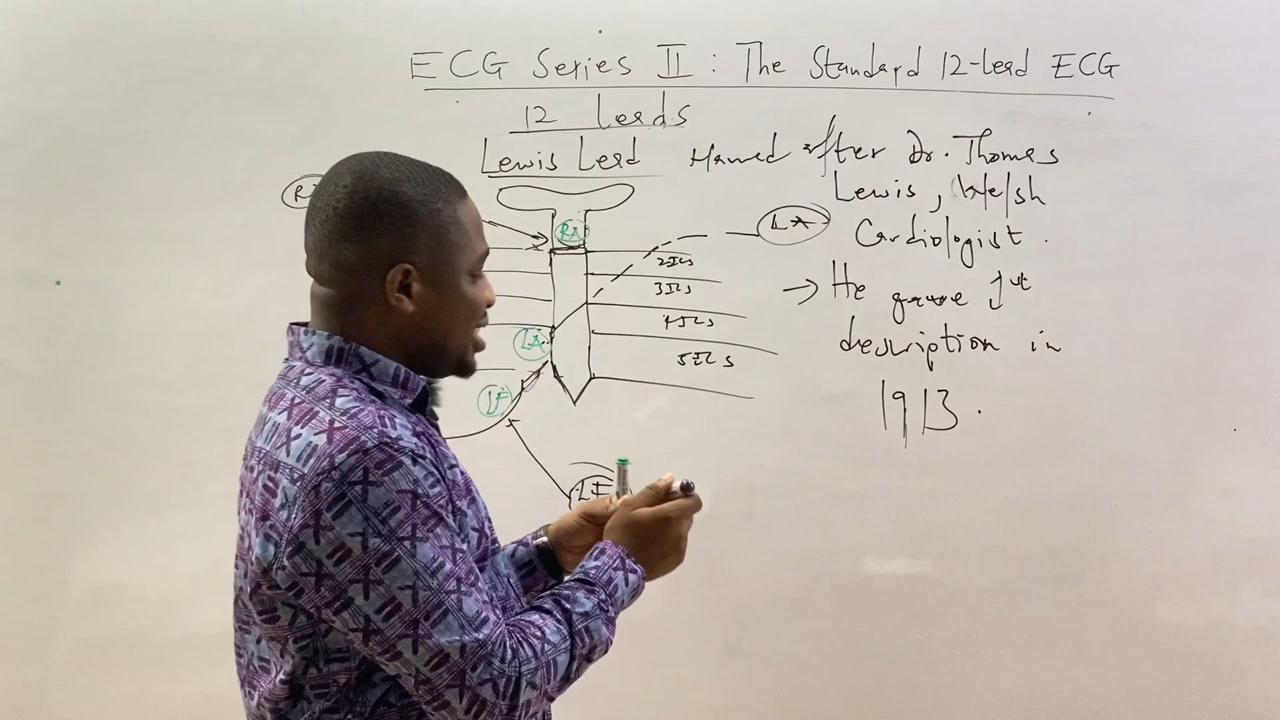 ECG Series II : The Standard 12-lead ECG
12 Leads
Lewis Lead Named after Dr. Thomas
Lewis, Welsh
Cardiologist.
→ He gave 1st
description in
1913.
RA
LA
2ICS
3ICS
4ICS
5ICS
LA
LF
LF